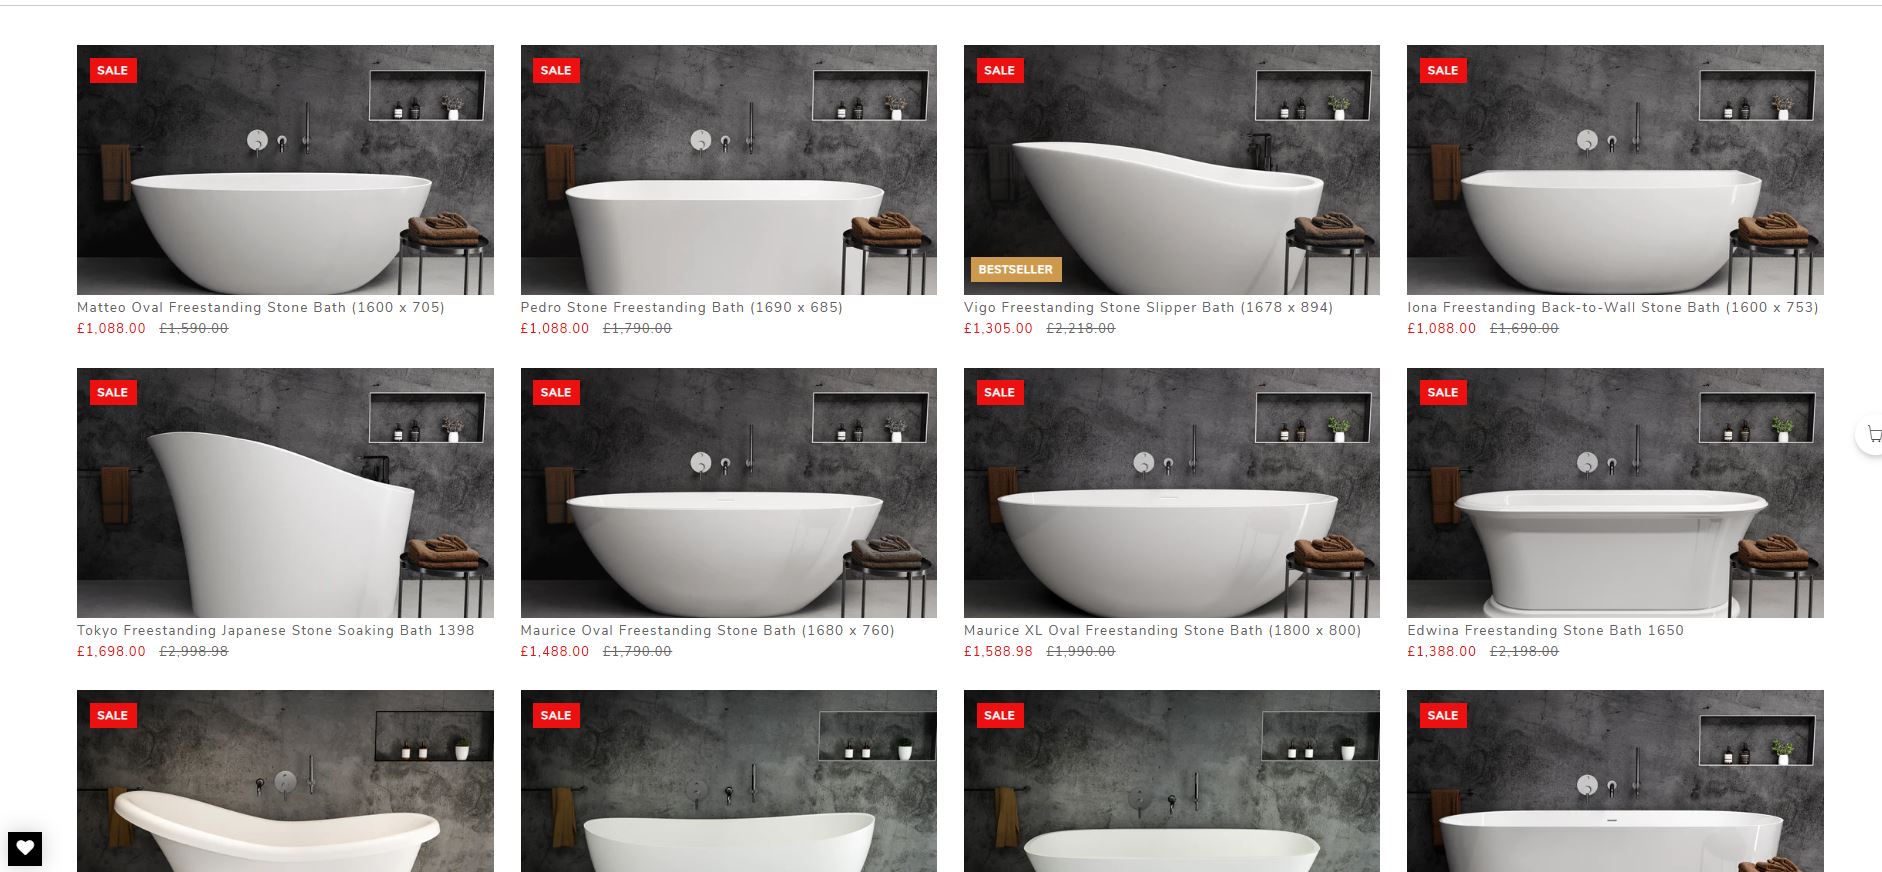 SALE
SALE
SALE
SALE
BESTSELLER
Matteo Oval Freestanding Stone Bath (1600 x 705)
£1,088.00 £1,590.00
Pedro Stone Freestanding Bath (1690 x 685)
£1,088.00 £1,790.00
Vigo Freestanding Stone Slipper Bath (1678 x 894)
£1,305.00 £2,218.00
Iona Freestanding Back-to-Wall Stone Bath (1600 x 753)
£1,088.00 £1,690.00
SALE
SALE
SALE
SALE
Tokyo Freestanding Japanese Stone Soaking Bath 1398
£1,698.00 £2,998.98
Maurice Oval Freestanding Stone Bath (1680 x 760)
£1,488.00 £1,790.00
Maurice XL Oval Freestanding Stone Bath (1800 x 800)
£1,588.98 £1,990.00
Edwina Freestanding Stone Bath 1650
£1,388.00 £2,198.00
SALE
SALE
SALE
SALE